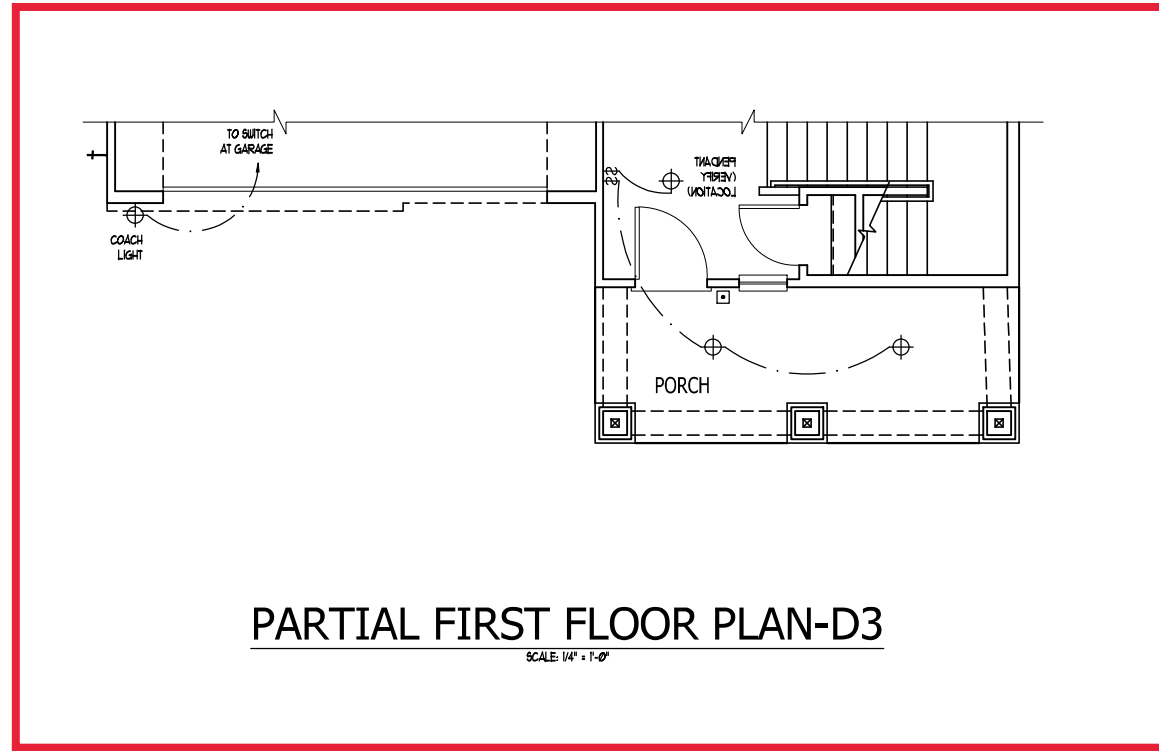 TO SWITCH
AT GARAGE
PENDANT
(VERIFY
LOCATION)
SS
COACH
LIGHT
PORCH
PARTIAL FIRST FLOOR PLAN-D3
SCALE: 1/4" = 1'-0"